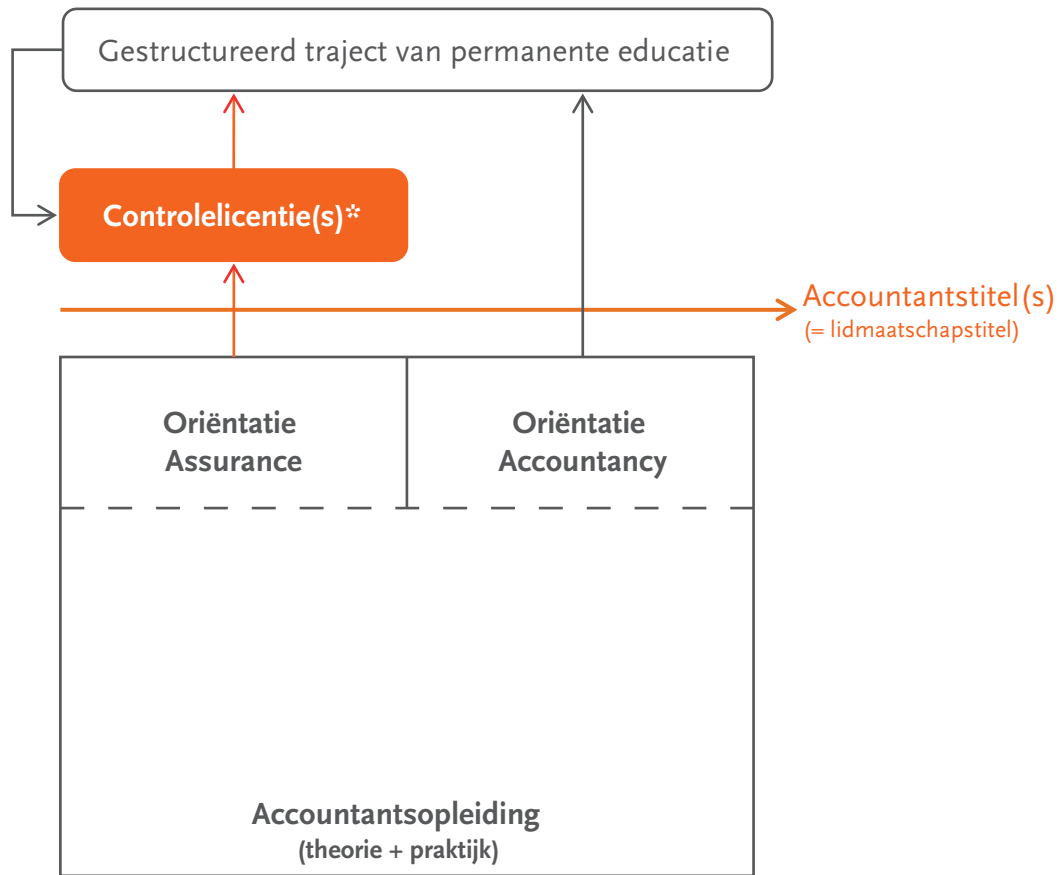 Gestructureerd traject van permanente educatie
Controlelicentie(s)*
Accountantstitel(s)
(= lidmaatschapstitel)
Oriëntatie
Assurance
Oriëntatie
Accountancy
Accountantsopleiding
(theorie + praktijk)